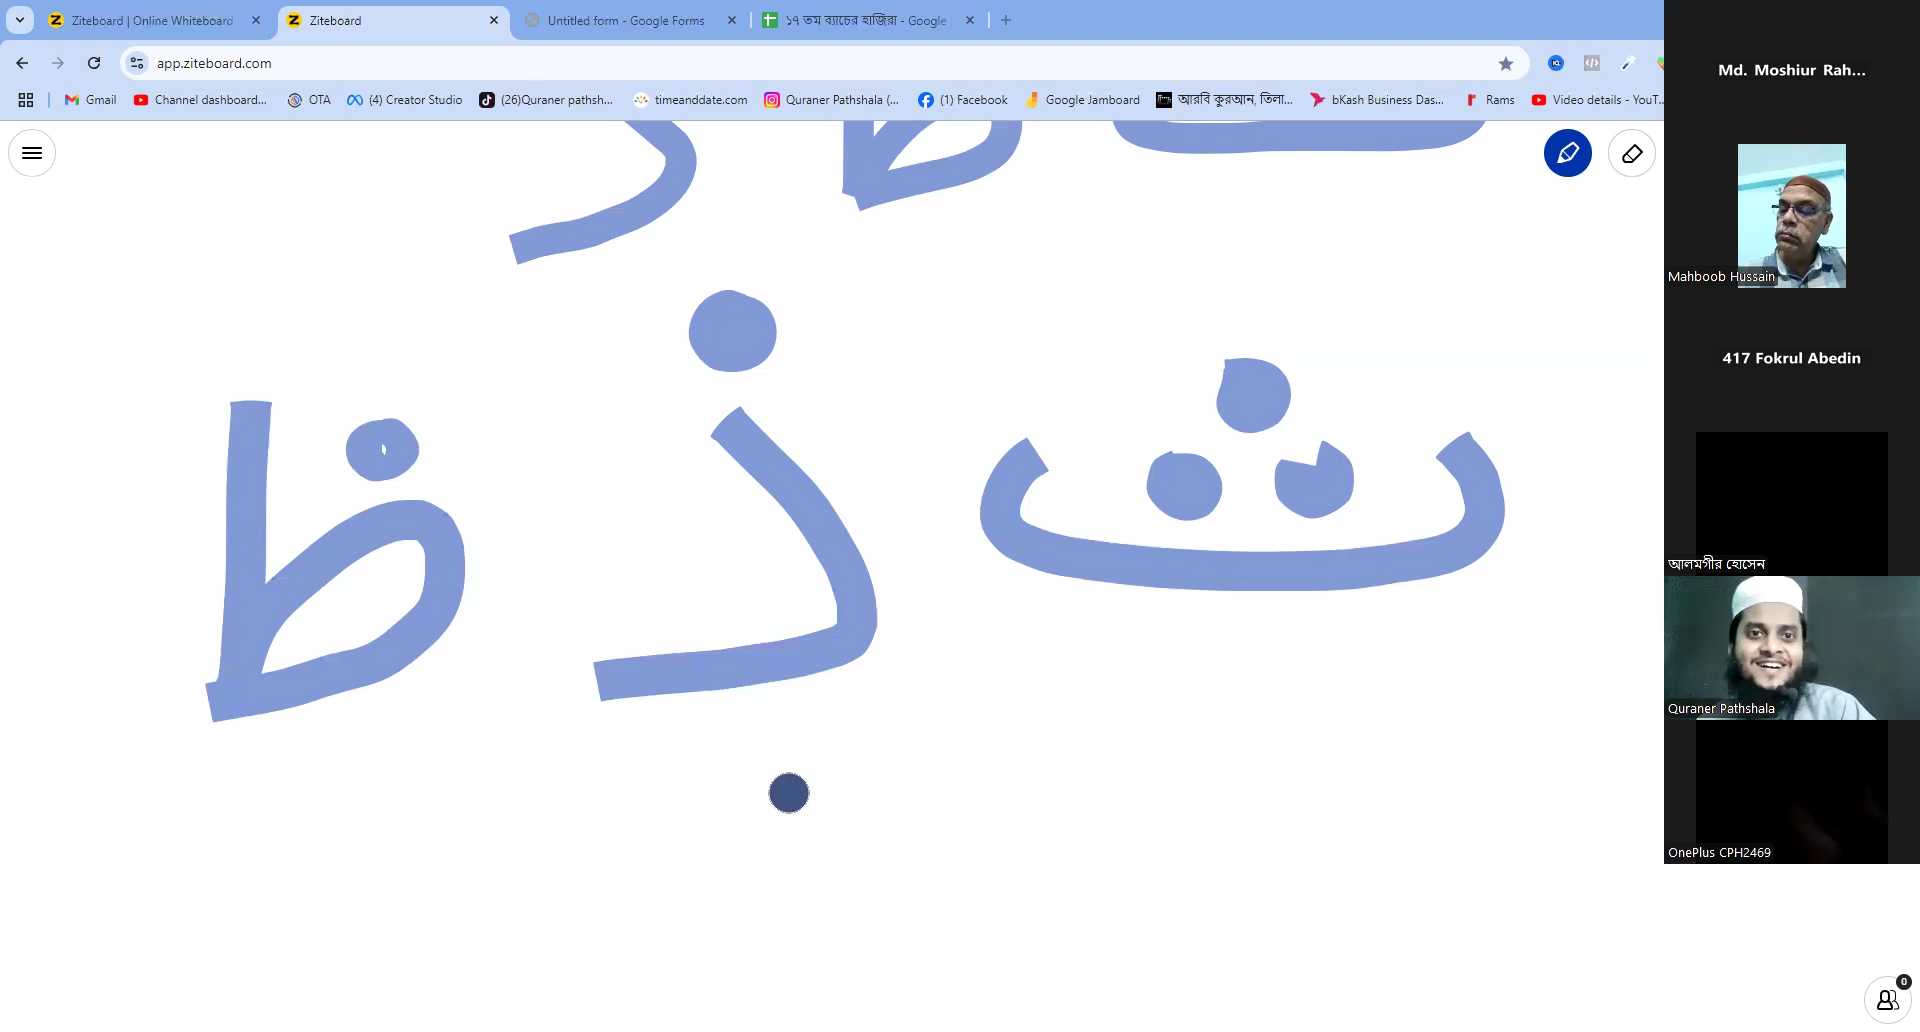 Ziteboard | Online Whiteboard
Ziteboard
Untitled form - Google Forms
১৭ তম ব্যাচের হাজিরা - Google
app.ziteboard.com
Gmail
Channel dashboard...
OTA
(4) Creator Studio
(26)Quraner pathsh...
timeanddate.com
Quraner Pathshala (...
(1) Facebook
Google Jamboard
আরবি কুরআন, তিলা...
bKash Business Das...
Rams
Video details - YouT...
ث ذ ظ
Md. Moshiur Rah...
Mahboob Hussain
417 Fokrul Abedin
আলমগীর হোসেন
Quraner Pathshala
OnePlus CPH2469
0